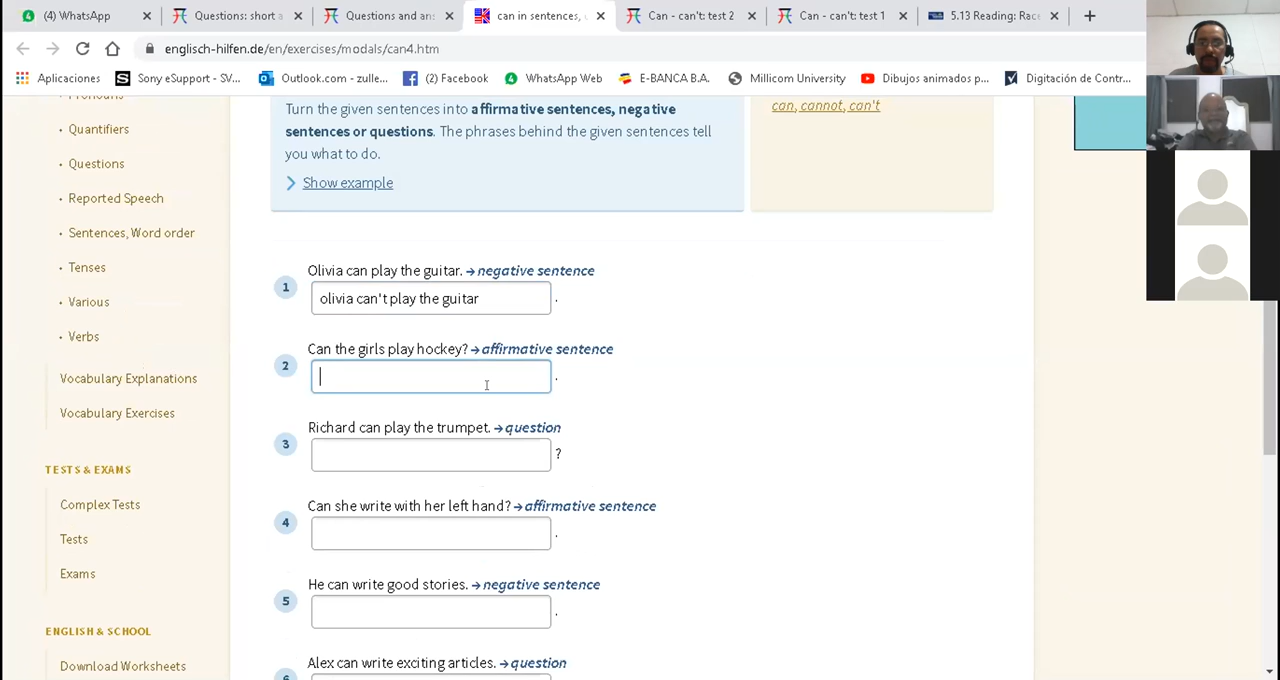 (4) WhatsApp
Questions: short a
Questions and an
can in sentences,
Can - can't: test 2
Can - can't: test 1
5.13 Reading: Race
englisch-hilfen.de/en/exercises/modals/can4.htm
Aplicaciones
Sony eSupport - SV...
Outlook.com - zulle...
(2) Facebook
WhatsApp Web
E-BANCA B.A.
Millicom University
Dibujos animados p...
Digitación de Contr...
Pronouns
• Quantifiers
• Questions
• Reported Speech
• Sentences, Word order
• Tenses
• Various
• Verbs
Vocabulary Explanations
Vocabulary Exercises
TESTS & EXAMS
Complex Tests
Tests
Exams
ENGLISH & SCHOOL
Download Worksheets
Turn the given sentences into affirmative sentences, negative
sentences or questions. The phrases behind the given sentences tell
you what to do.
Show example
can, cannot, can't
Olivia can play the guitar. → negative sentence
1
olivia can't play the guitar .
Can the girls play hockey? → affirmative sentence
2
.
Richard can play the trumpet. → question
3
?
Can she write with her left hand? → affirmative sentence
4
.
He can write good stories. → negative sentence
5
.
Alex can write exciting articles. → question
6